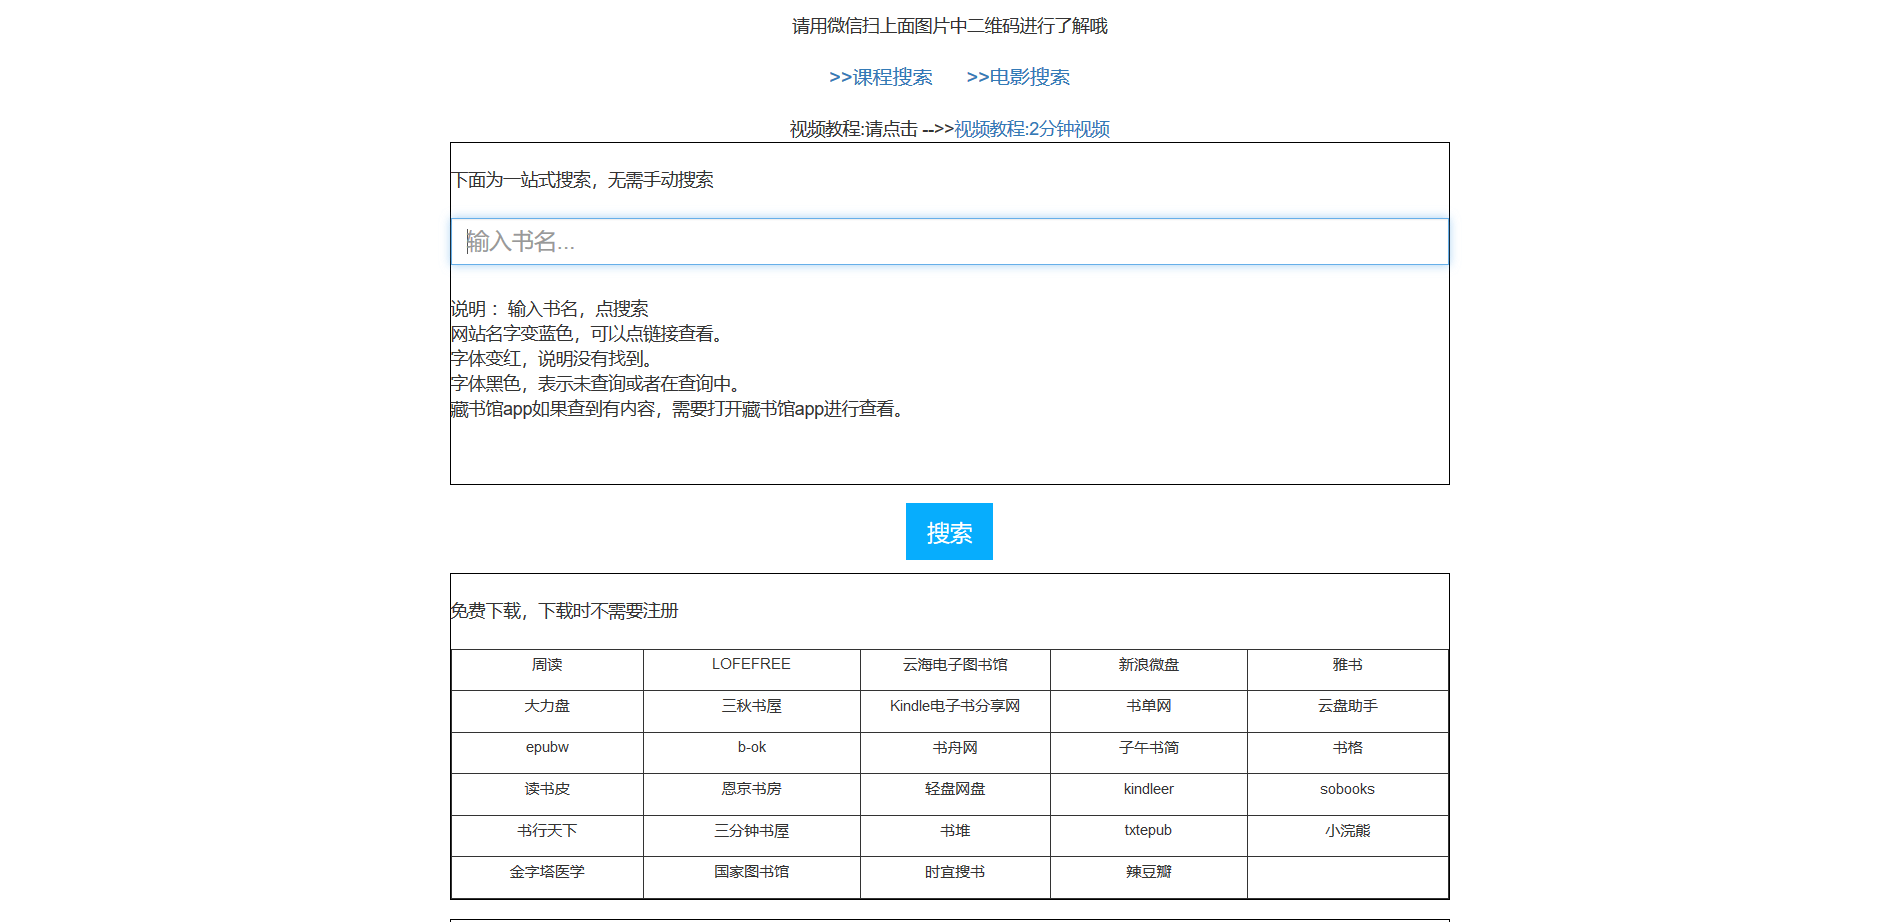 请用微信扫上面图片中二维码进行了解哦
>>课程搜索 >>电影搜索
视频教程:请点击 -->>视频教程:2分钟视频
下面为一站式搜索，无需手动搜索
输入书名...
说明 ：输入书名，点搜索
网站名字变蓝色，可以点链接查看。
字体变红，说明没有找到。
字体黑色，表示未查询或者在查询中。
藏书馆app如果查到有内容，需要打开藏书馆app进行查看。
搜索
免费下载，下载时不需要注册
周读 LOFEFREE 云海电子图书馆 新浪微盘 雅书
大力盘 三秋书屋 Kindle电子书分享网 书单网 云盘助手
epubw b-ok 书舟网 子午书简 书格
读书皮 恩京书房 轻盘网盘 kindleer sobooks
书行天下 三分钟书屋 书堆 txtepub 小浣熊
金字塔医学 国家图书馆 时宜搜书 辣豆瓣